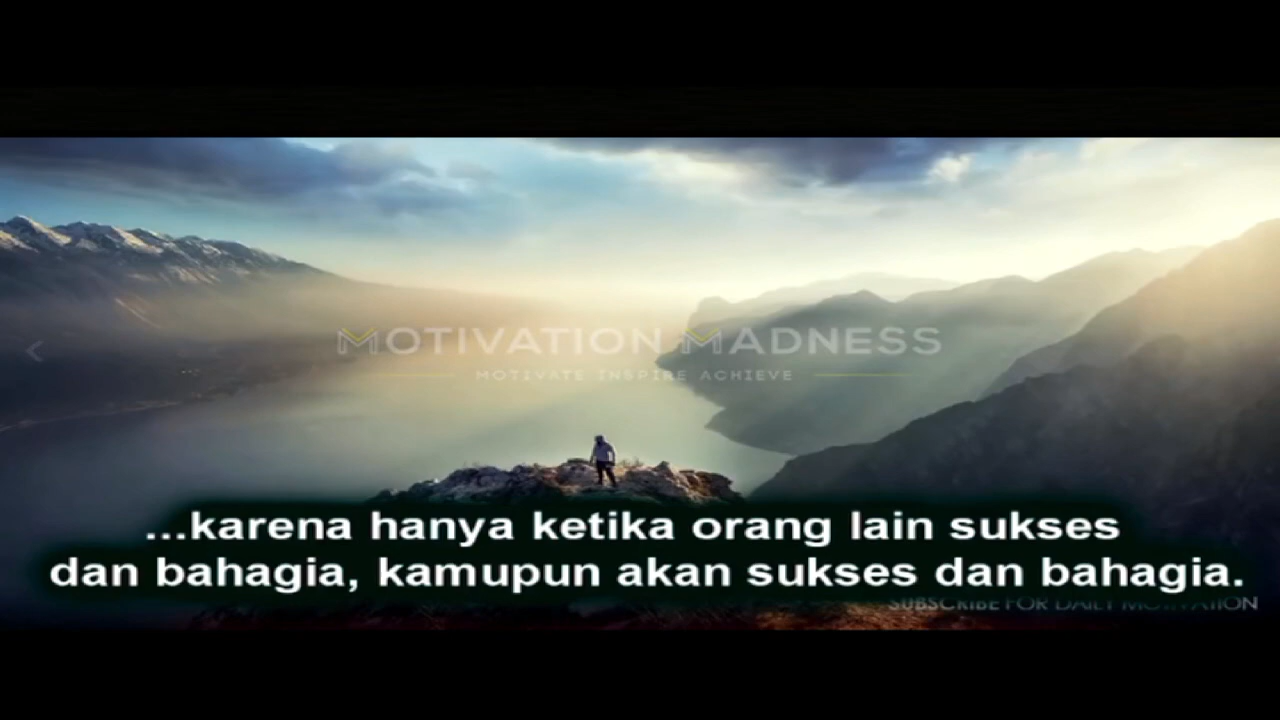 MOTIVATION MADNESS
MOTIVATE INSPIRE ACHIEVE
...karena hanya ketika orang lain sukses
dan bahagia, kamupun akan sukses dan bahagia.
SUBSCRIBE FOR DAILY MOTIVATION